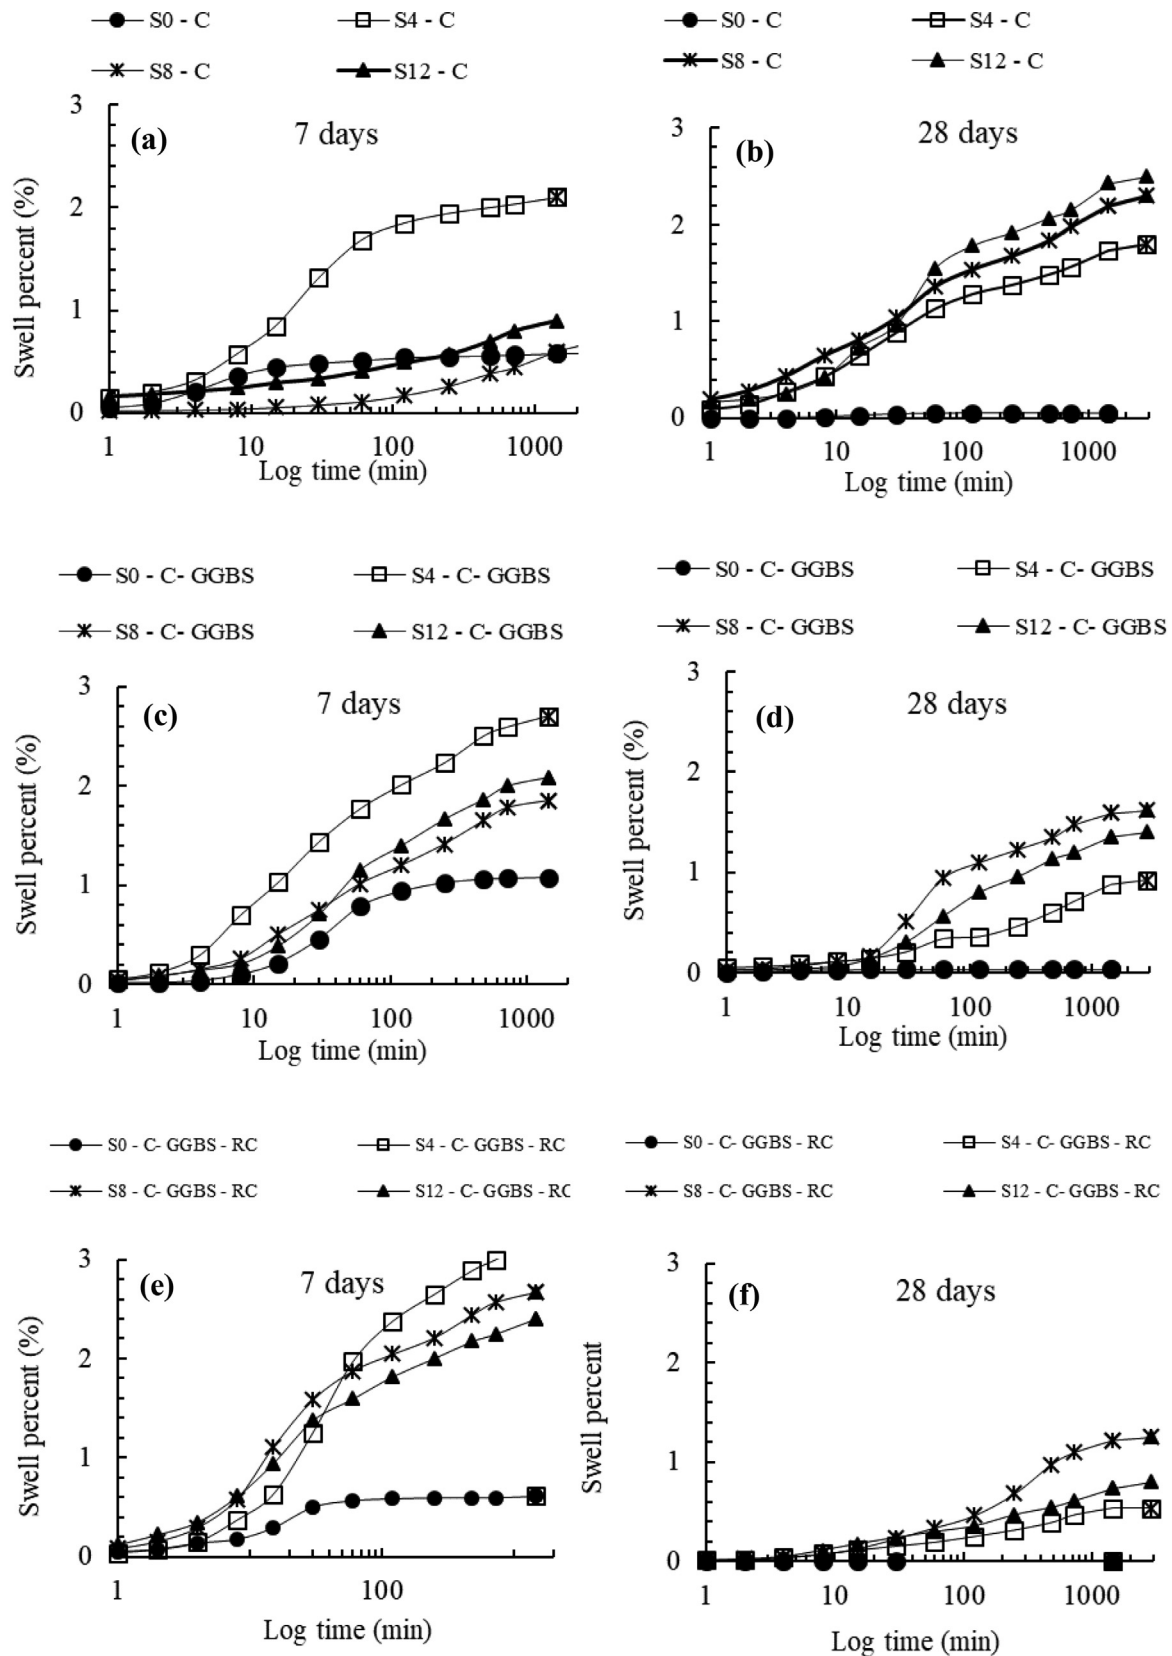 S0 - C
S4 - C
S8 - C
S12 - C
3
(a)
7 days
2
1
0
Swell percent (%)
1
10
100
1000
Log time (min)
S0 - C
S4 - C
S8 - C
S12 - C
3
(b)
28 days
2
1
0
Swell percent (%)
1
10
100
1000
Log time (min)
S0 - C- GGBS
S4 - C- GGBS
S8 - C- GGBS
S12 - C- GGBS
3
(c)
7 days
2
1
0
Swell percent (%)
1
10
100
1000
Log time (min)
S0 - C- GGBS
S4 - C- GGBS
S8 - C- GGBS
S12 - C- GGBS
3
(d)
28 days
2
1
0
Swell percent (%)
1
10
100
1000
Log time (min)
S0 - C- GGBS - RC
S4 - C- GGBS - RC
S8 - C- GGBS - RC
S12 - C- GGBS - RC
3
(e)
7 days
2
1
0
Swell percent (%)
1
100
Log time (min)
S0 - C- GGBS - RC
S4 - C- GGBS - RC
S8 - C- GGBS - RC
S12 - C- GGBS - RC
3
(f)
28 days
2
1
0
Swell percent
1
10
100
1000
Log time (min)